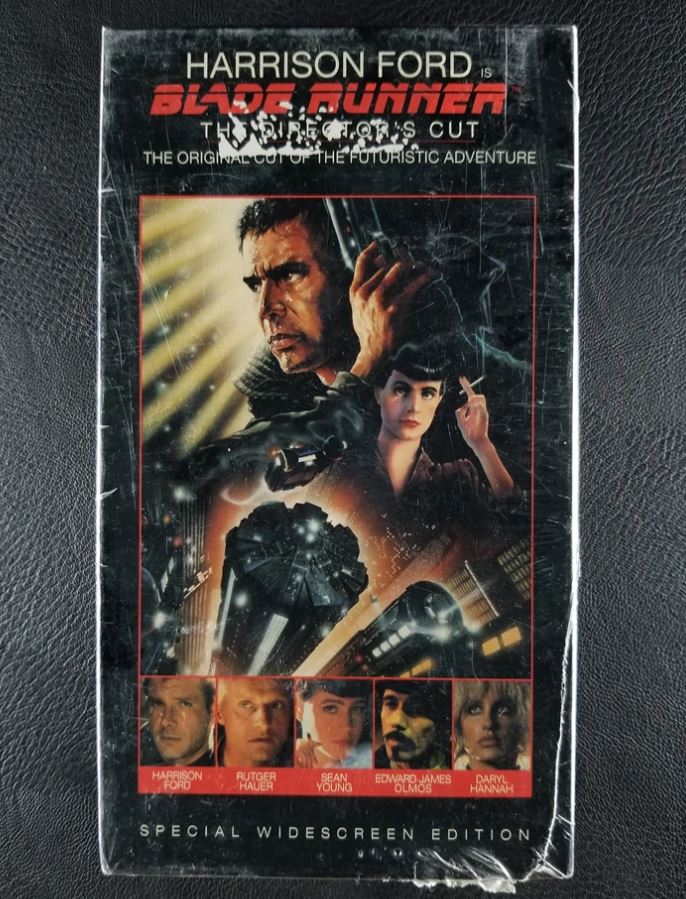 HARRISON FORD IS
BLADE RUNNER™
THE DIRECTOR'S CUT
THE ORIGINAL CUT OF THE FUTURISTIC ADVENTURE
HARRISON FORD
RUTGER HAUER
SEAN YOUNG
EDWARD JAMES OLMOS
DARYL HANNAH
SPECIAL WIDESCREEN EDITION